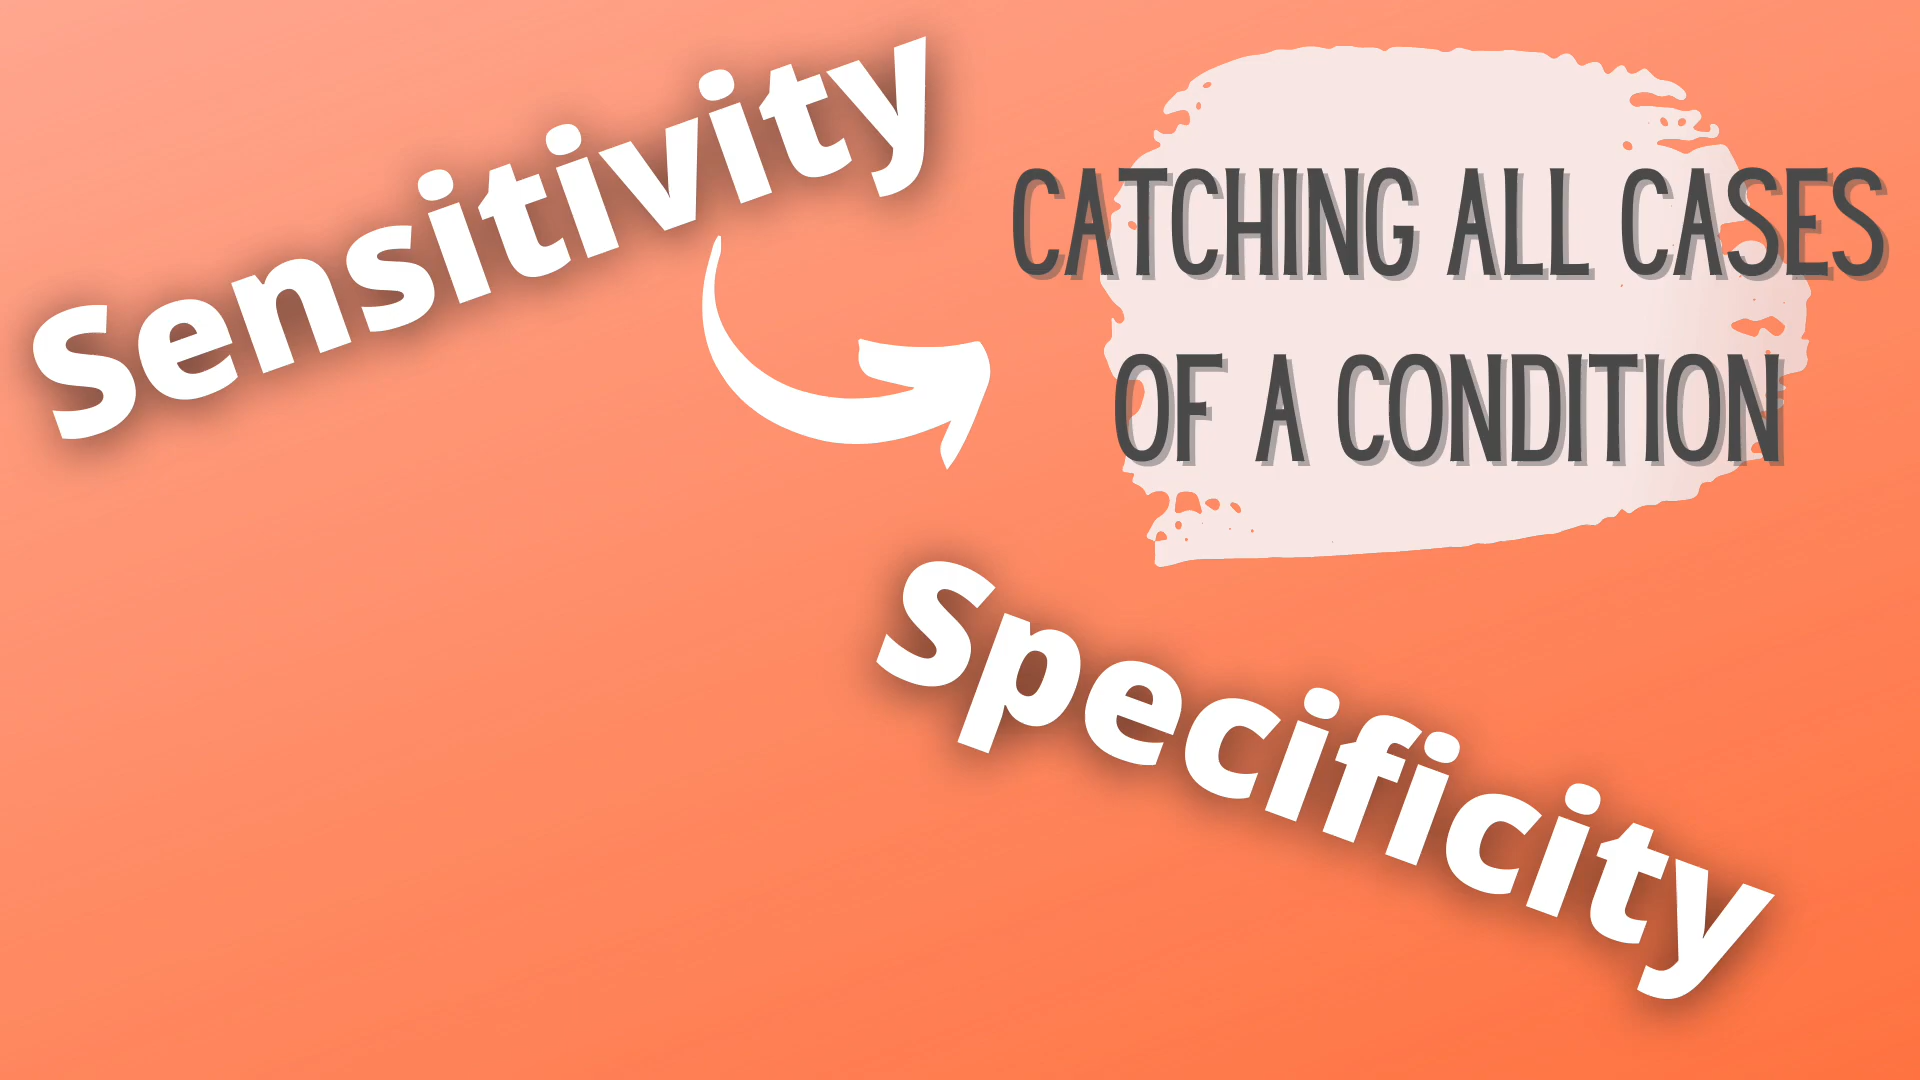 Sensitivity
CATCHING ALL CASES
OF A CONDITION
Specificity